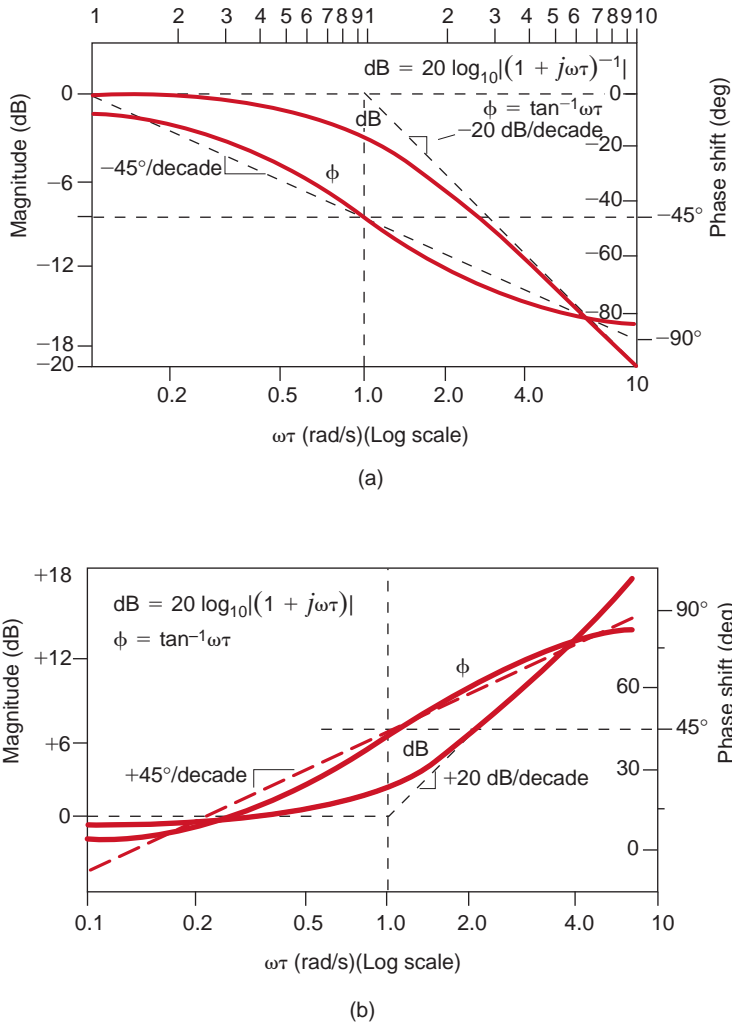 1 2 3 4 5 6 7 8 91 2 3 4 5 6 7 8 910
dB = 20 log₁₀|(1 + jωτ)⁻¹|
ϕ = tan⁻¹ωτ
Magnitude (dB)
0
−6
−12
−18
−20
dB
−20 dB/decade
−45°/decade
ϕ
0
−20
−40
−45°
−60
−80
−90°
Phase shift (deg)
0.2 0.5 1.0 2.0 4.0 10
ωτ (rad/s)(Log scale)
(a)
+18
+12
+6
0
Magnitude (dB)
dB = 20 log₁₀|(1 + jωτ)|
ϕ = tan⁻¹ωτ
ϕ
dB
+45°/decade
+20 dB/decade
90°
60
45°
30
0
Phase shift (deg)
0.1 0.2 0.5 1.0 2.0 4.0 10
ωτ (rad/s)(Log scale)
(b)